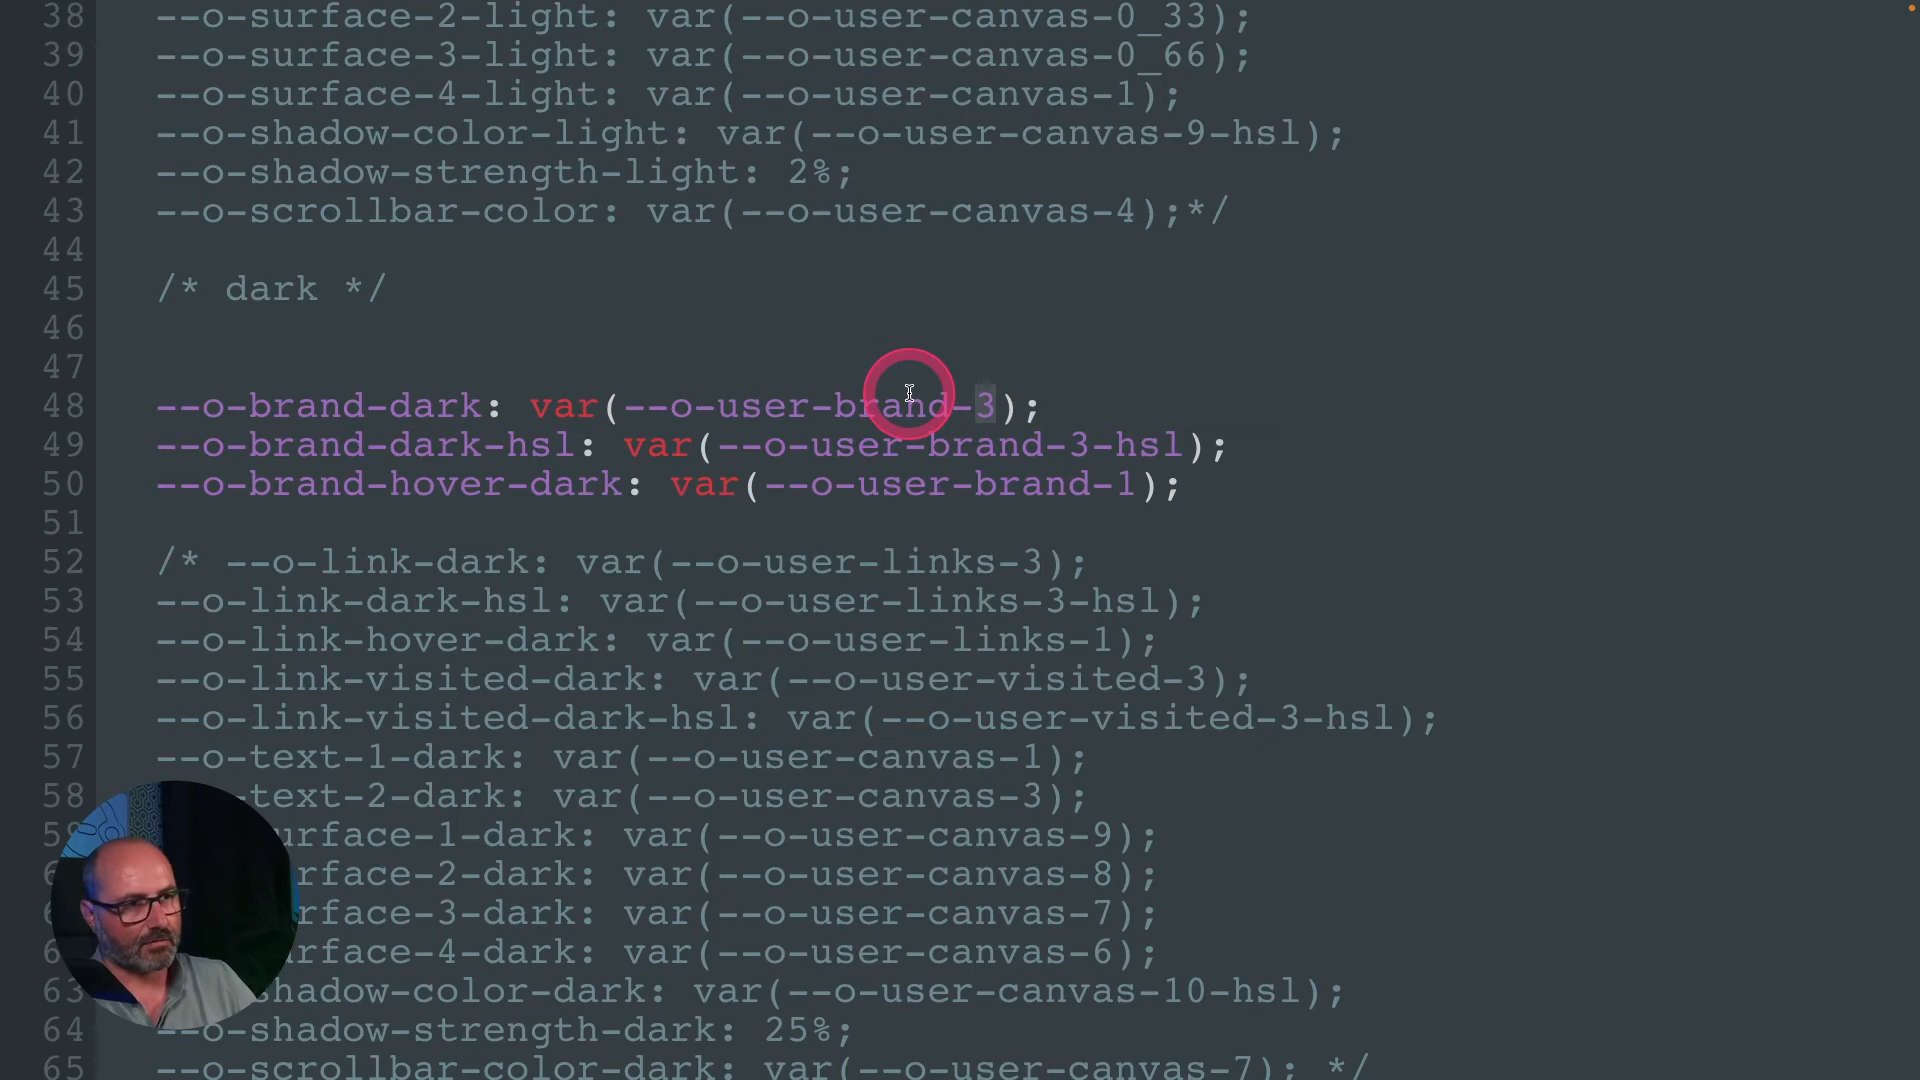 38 --o-surface-2-light: var(--o-user-canvas-0_33);
39 --o-surface-3-light: var(--o-user-canvas-0_66);
40 --o-surface-4-light: var(--o-user-canvas-1);
41 --o-shadow-color-light: var(--o-user-canvas-9-hsl);
42 --o-shadow-strength-light: 2%;
43 --o-scrollbar-color: var(--o-user-canvas-4);*/
44
45 /* dark */
46
47
48 --o-brand-dark: var(--o-user-brand-3);
49 --o-brand-dark-hsl: var(--o-user-brand-3-hsl);
50 --o-brand-hover-dark: var(--o-user-brand-1);
51
52 /* --o-link-dark: var(--o-user-links-3);
53 --o-link-dark-hsl: var(--o-user-links-3-hsl);
54 --o-link-hover-dark: var(--o-user-links-1);
55 --o-link-visited-dark: var(--o-user-visited-3);
56 --o-link-visited-dark-hsl: var(--o-user-visited-3-hsl);
57 --o-text-1-dark: var(--o-user-canvas-1);
58 -text-2-dark: var(--o-user-canvas-3);
59 urface-1-dark: var(--o-user-canvas-9);
6 rface-2-dark: var(--o-user-canvas-8);
rface-3-dark: var(--o-user-canvas-7);
6 urface-4-dark: var(--o-user-canvas-6);
63 shadow-color-dark: var(--o-user-canvas-10-hsl);
64 --o-shadow-strength-dark: 25%;
65 --o-scrollbar-color-dark: var(--o-user-canvas-7); */